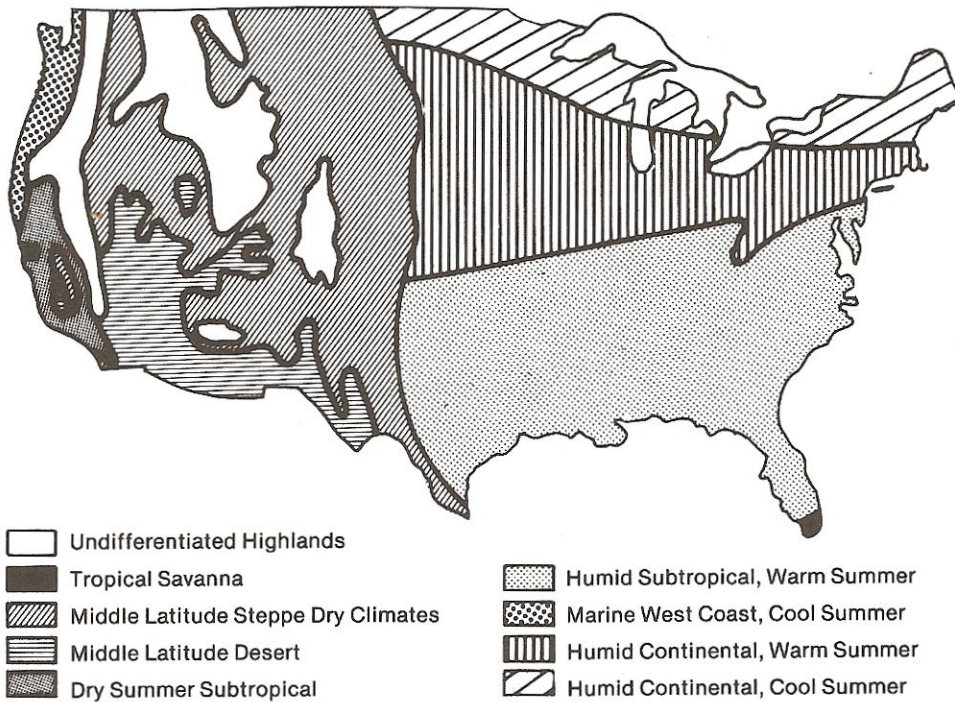 Undifferentiated Highlands
Tropical Savanna
Middle Latitude Steppe Dry Climates
Middle Latitude Desert
Dry Summer Subtropical
Humid Subtropical, Warm Summer
Marine West Coast, Cool Summer
Humid Continental, Warm Summer
Humid Continental, Cool Summer